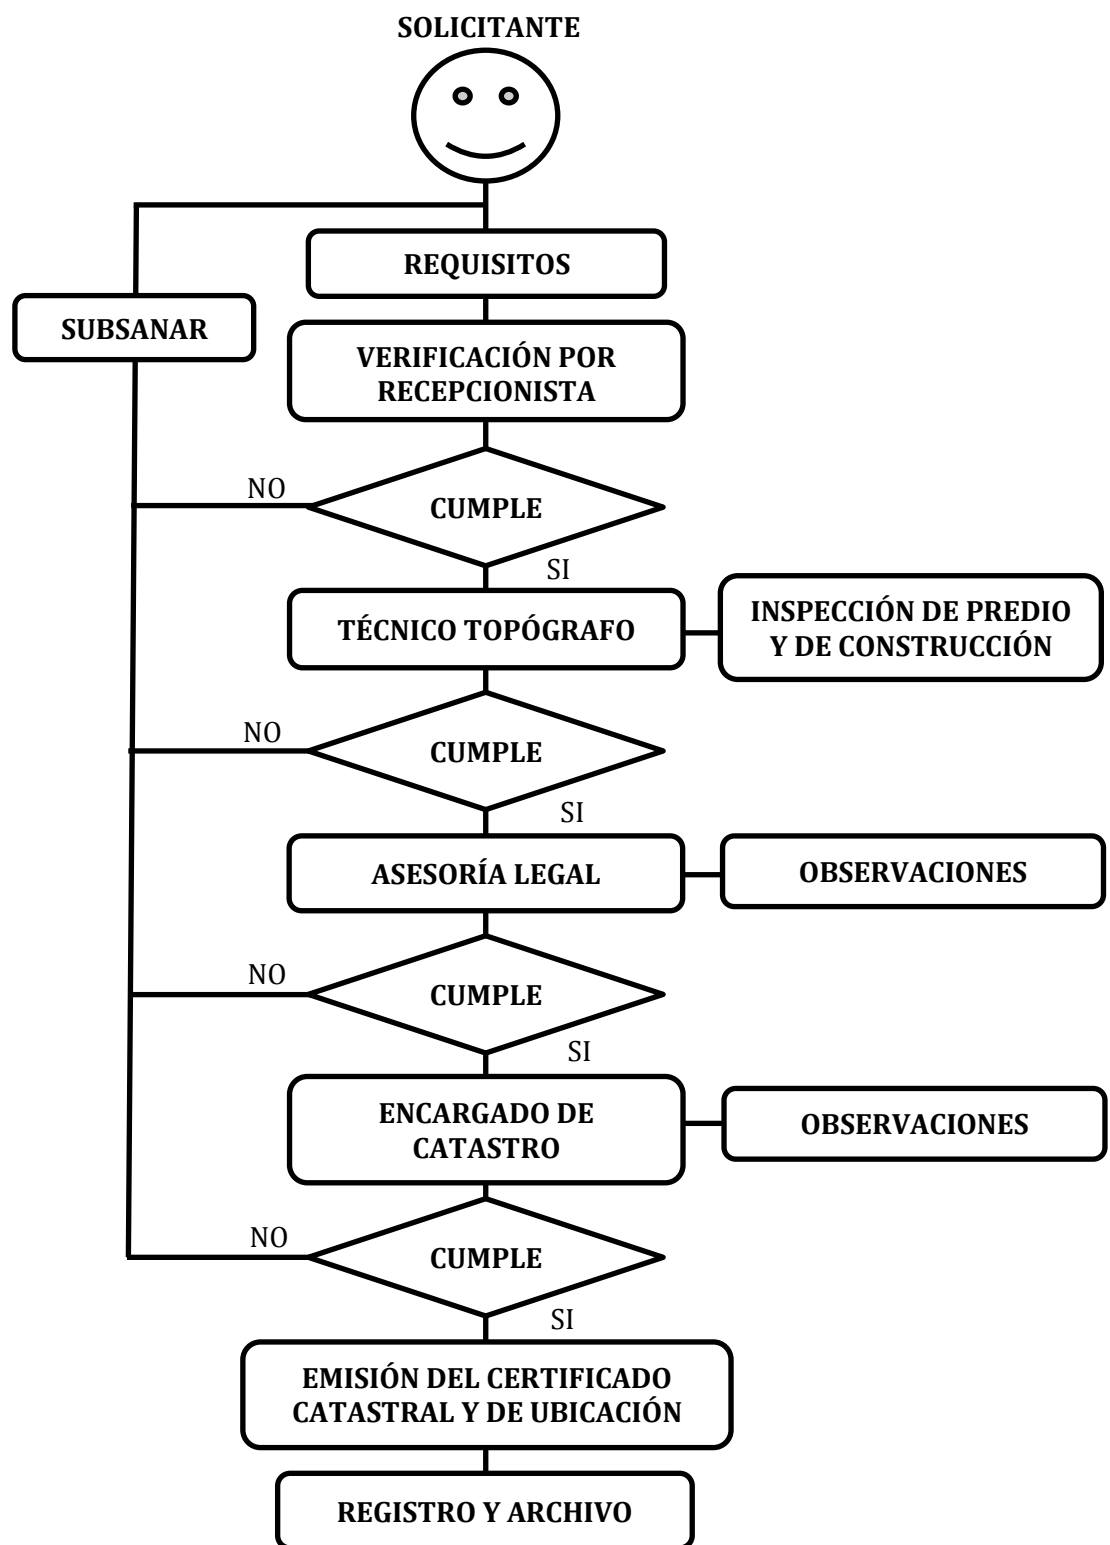 SOLICITANTE
REQUISITOS
SUBSANAR
VERIFICACIÓN POR
RECEPCIONISTA
NO
CUMPLE
SI
TÉCNICO TOPÓGRAFO
INSPECCIÓN DE PREDIO
Y DE CONSTRUCCIÓN
NO
CUMPLE
SI
ASESORÍA LEGAL
OBSERVACIONES
NO
CUMPLE
SI
ENCARGADO DE
CATASTRO
OBSERVACIONES
NO
CUMPLE
SI
EMISIÓN DEL CERTIFICADO
CATASTRAL Y DE UBICACIÓN
REGISTRO Y ARCHIVO